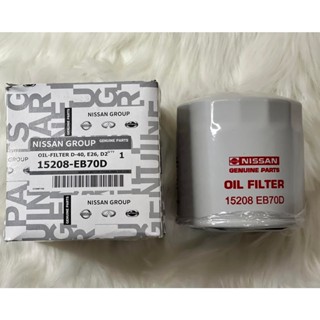 NISSAN GROUP
GENUINE PARTS
OIL-FILTER D-40, E26, 1
15208-EB70D
NISSAN GROUP
NISSAN
GENUINE PARTS
OIL FILTER
15208 EB70D